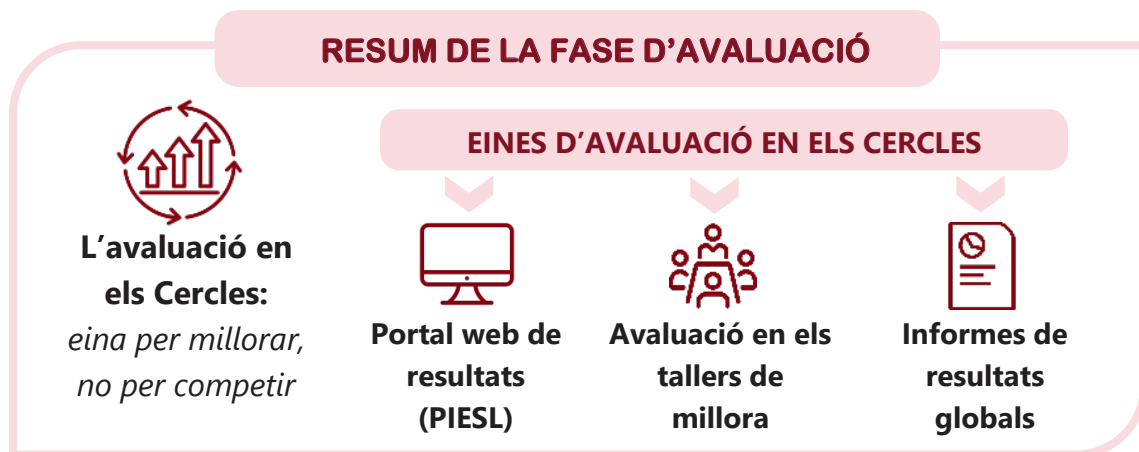 RESUM DE LA FASE D’AVALUACIÓ
EINES D’AVALUACIÓ EN ELS CERCLES
L’avaluació en
els Cercles:
eina per millorar,
no per competir
Portal web de
resultats
(PIESL)
Avaluació en els
tallers de
millora
Informes de
resultats
globals